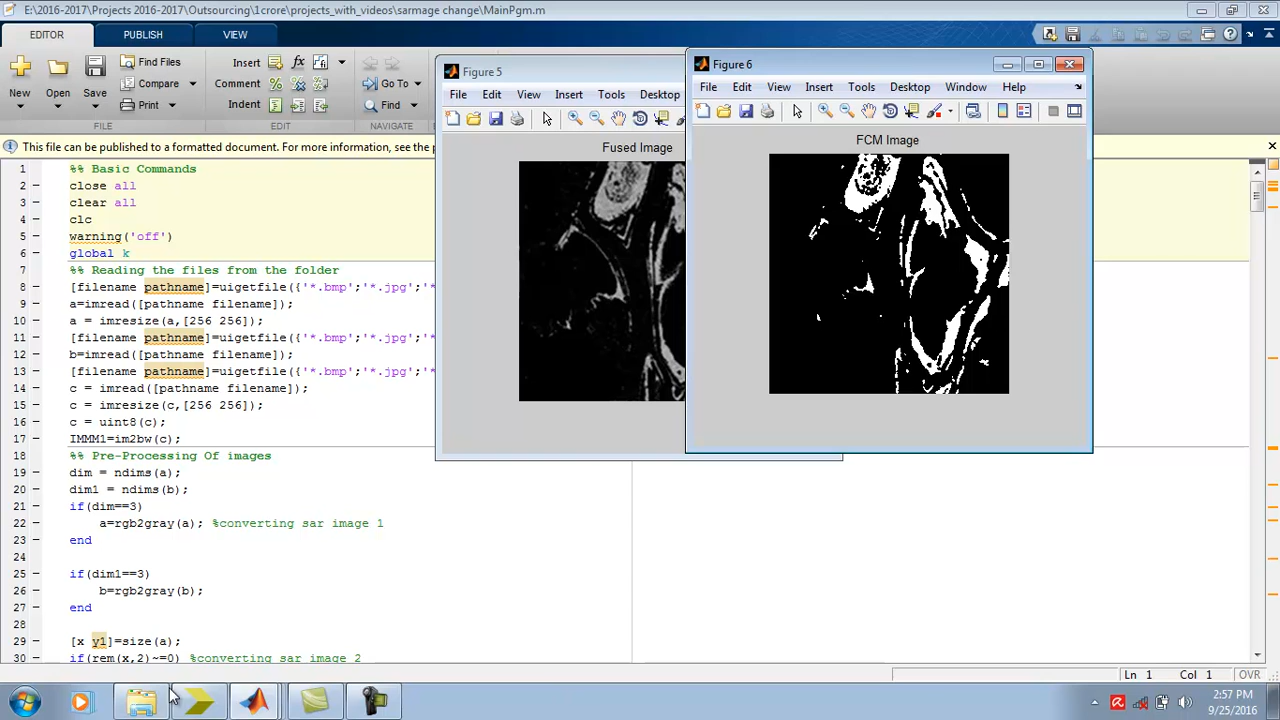 E:\2016-2017\Projects 2016-2017\Outsourcing\1crore\projects_with_videos\sarmage change\MainPgm.m
EDITOR PUBLISH VIEW
New Open Save
Find Files
Compare
Print
FILE
Insert
Comment
Indent
EDIT
Go To
Find
NAVIGATE
This file can be published to a formatted document. For more information, see the
1 %% Basic Commands
2 close all
3 clear all
4 clc
5 warning('off')
6 global k
7 %% Reading the files from the folder
8 [filename pathname]=uigetfile({'*.bmp';'*.jpg';'*
9 a=imread([pathname filename]);
10 a = imresize(a,[256 256]);
11 [filename pathname]=uigetfile({'*.bmp';'*.jpg';'*
12 b=imread([pathname filename]);
13 [filename pathname]=uigetfile({'*.bmp';'*.jpg';'*
14 c = imread([pathname filename]);
15 c = imresize(c,[256 256]);
16 c = uint8(c);
17 IMMM1=im2bw(c);
18 %% Pre-Processing Of images
19 dim = ndims(a);
20 dim1 = ndims(b);
21 if(dim==3)
22 a=rgb2gray(a); %converting sar image 1
23 end
24
25 if(dim1==3)
26 b=rgb2gray(b);
27 end
28
29 [x y1]=size(a);
30 if(rem(x,2)~=0) %converting sar image 2
Figure 5
File Edit View Insert Tools Desktop
Fused Image
Figure 6
File Edit View Insert Tools Desktop Window Help
FCM Image
Ln 1 Col 1 OVR
2:57 PM
9/25/2016